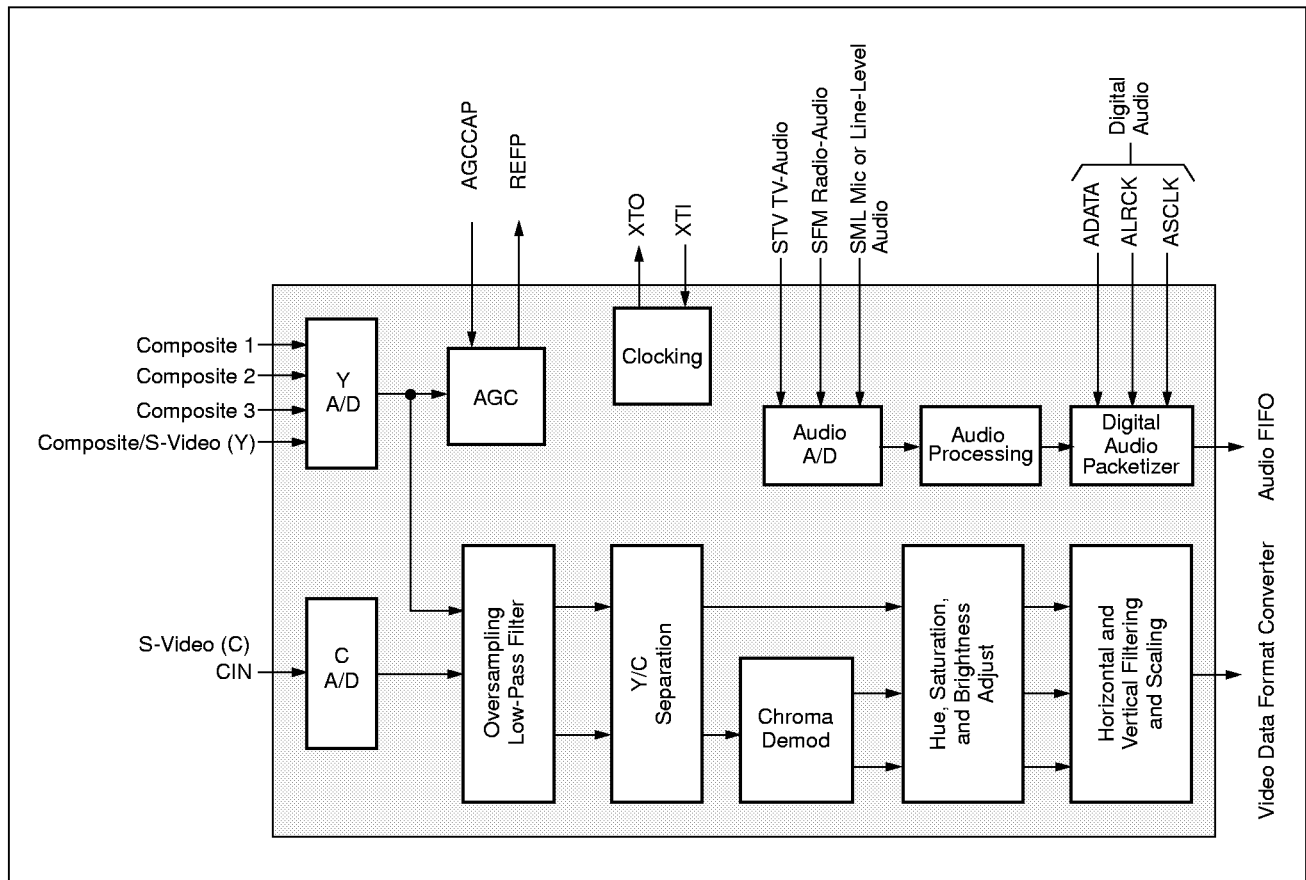 AGCCAP
REFP
XTO
XTI
STV TV-Audio
SFM Radio-Audio
SML Mic or Line-Level
Audio
Digital
Audio
ADATA
ALRCK
ASCLK
Composite 1
Composite 2
Composite 3
Composite/S-Video (Y)
Y
A/D
AGC
Clocking
Audio
A/D
Audio
Processing
Digital
Audio
Packetizer
Audio FIFO
S-Video (C)
CIN
C
A/D
Oversampling
Low-Pass Filter
Y/C
Separation
Chroma
Demod
Hue, Saturation,
and Brightness
Adjust
Horizontal and
Vertical Filtering
and Scaling
Video Data Format Converter